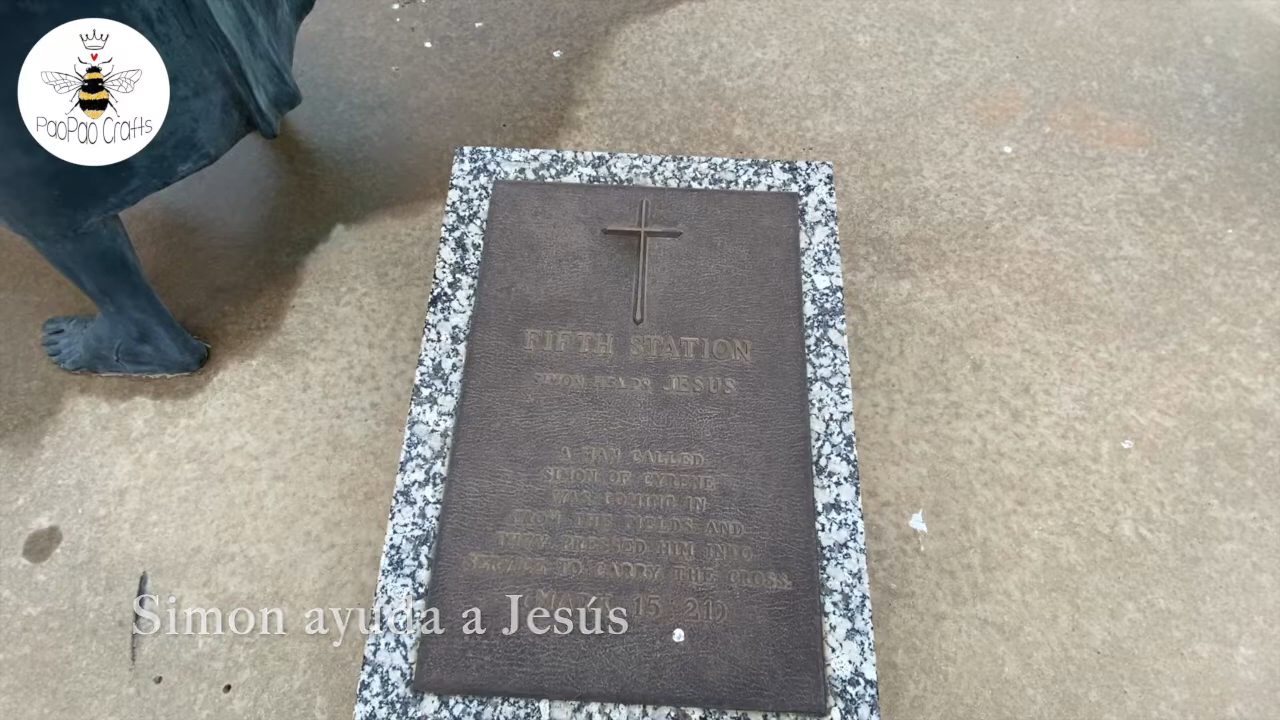 PaoPao Crafts
FIFTH STATION
SIMON HELPS JESUS
A MAN CALLED
SIMON OF CYRENE
WAS COMING IN
FROM THE FIELDS AND
THEY PRESSED HIM INTO
SERVICE TO CARRY THE CROSS.
(MARK 15, 21)
Simon ayuda a Jesús